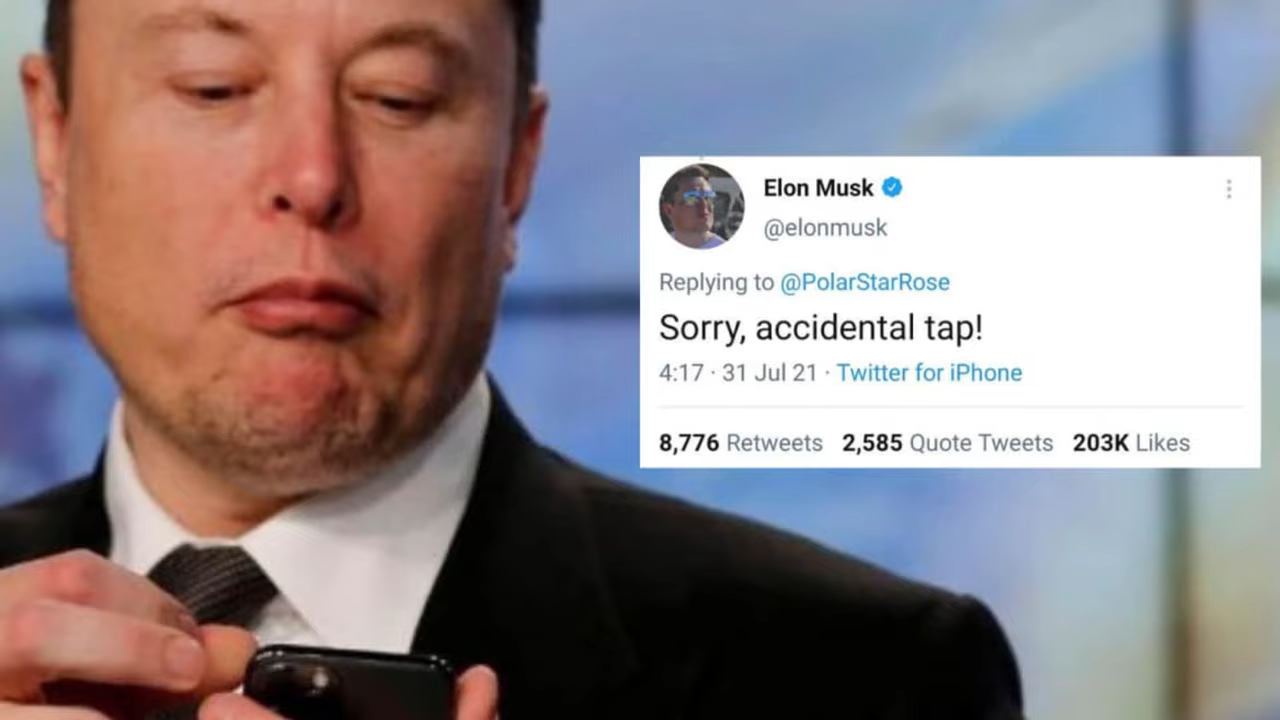 Elon Musk
@elonmusk
Replying to @PolarStarRose
Sorry, accidental tap!
4:17 · 31 Jul 21 · Twitter for iPhone
8,776 Retweets 2,585 Quote Tweets 203K Likes